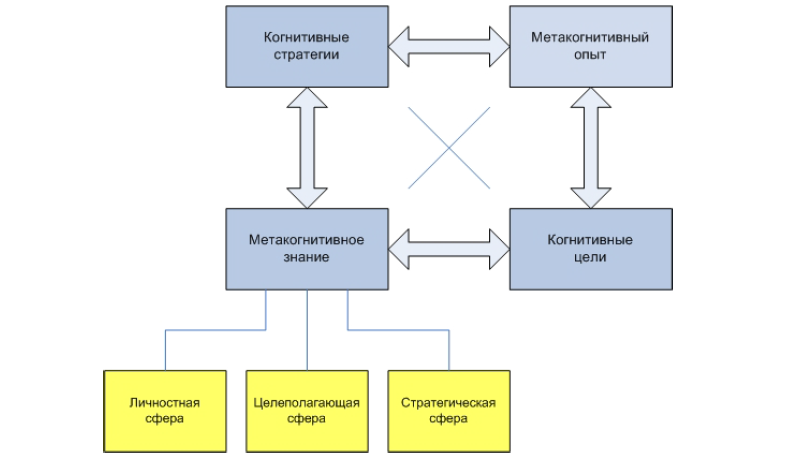 Когнитивные
стратегии
Метакогнитивный
опыт
Метакогнитивное
знание
Когнитивные
цели
Личностная
сфера
Целеполагающая
сфера
Стратегическая
сфера